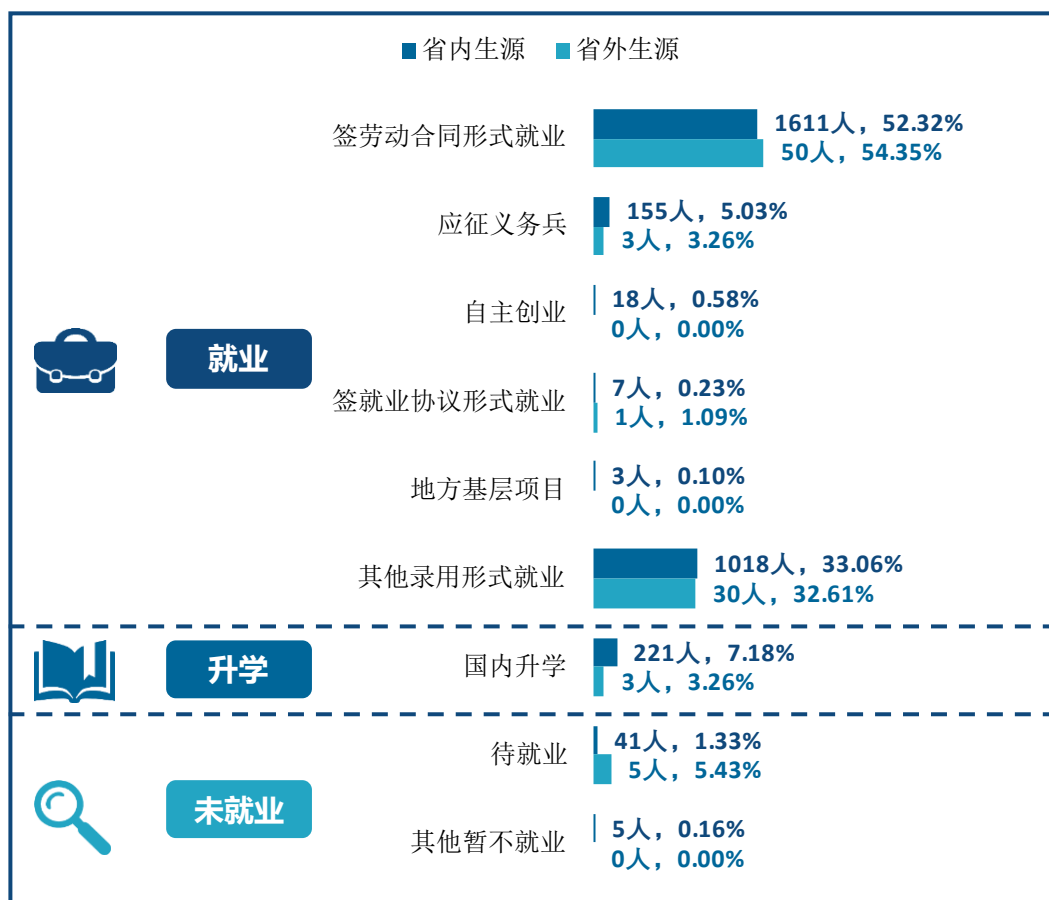 省内生源 省外生源
签劳动合同形式就业
1611人，52.32%
50人，54.35%
应征义务兵
155人，5.03%
3人，3.26%
自主创业
18人，0.58%
0人，0.00%
就业
签就业协议形式就业
7人，0.23%
1人，1.09%
地方基层项目
3人，0.10%
0人，0.00%
其他录用形式就业
1018人，33.06%
30人，32.61%
升学
国内升学
221人，7.18%
3人，3.26%
待就业
41人，1.33%
5人，5.43%
未就业
其他暂不就业
5人，0.16%
0人，0.00%